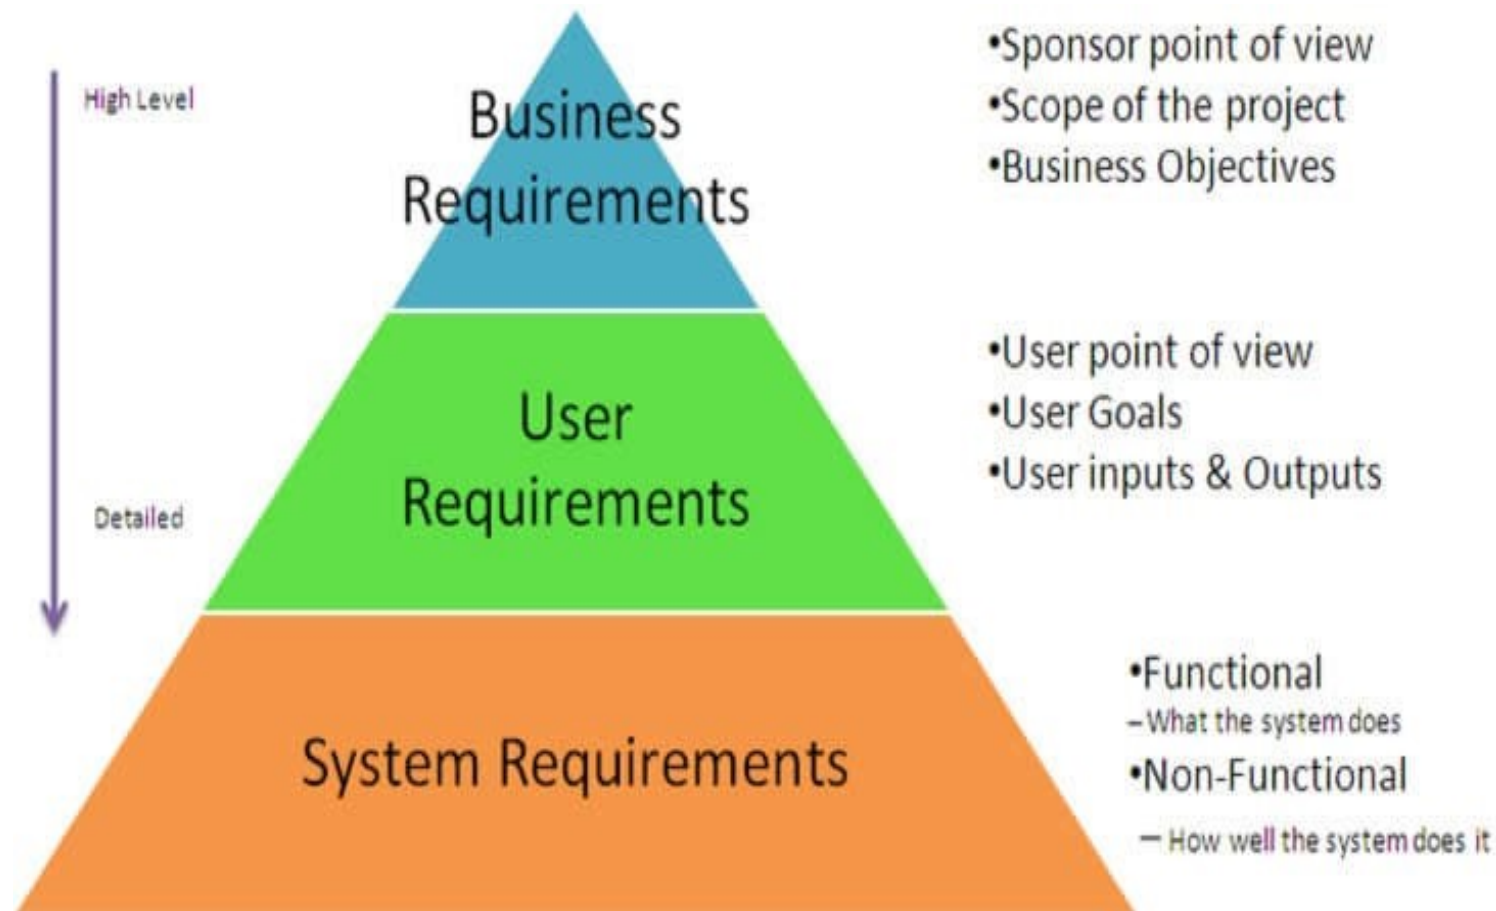 High Level
Detailed
Business
Requirements
•Sponsor point of view
•Scope of the project
•Business Objectives
User
Requirements
•User point of view
•User Goals
•User inputs & Outputs
System Requirements
•Functional
–What the system does
•Non-Functional
– How well the system does it